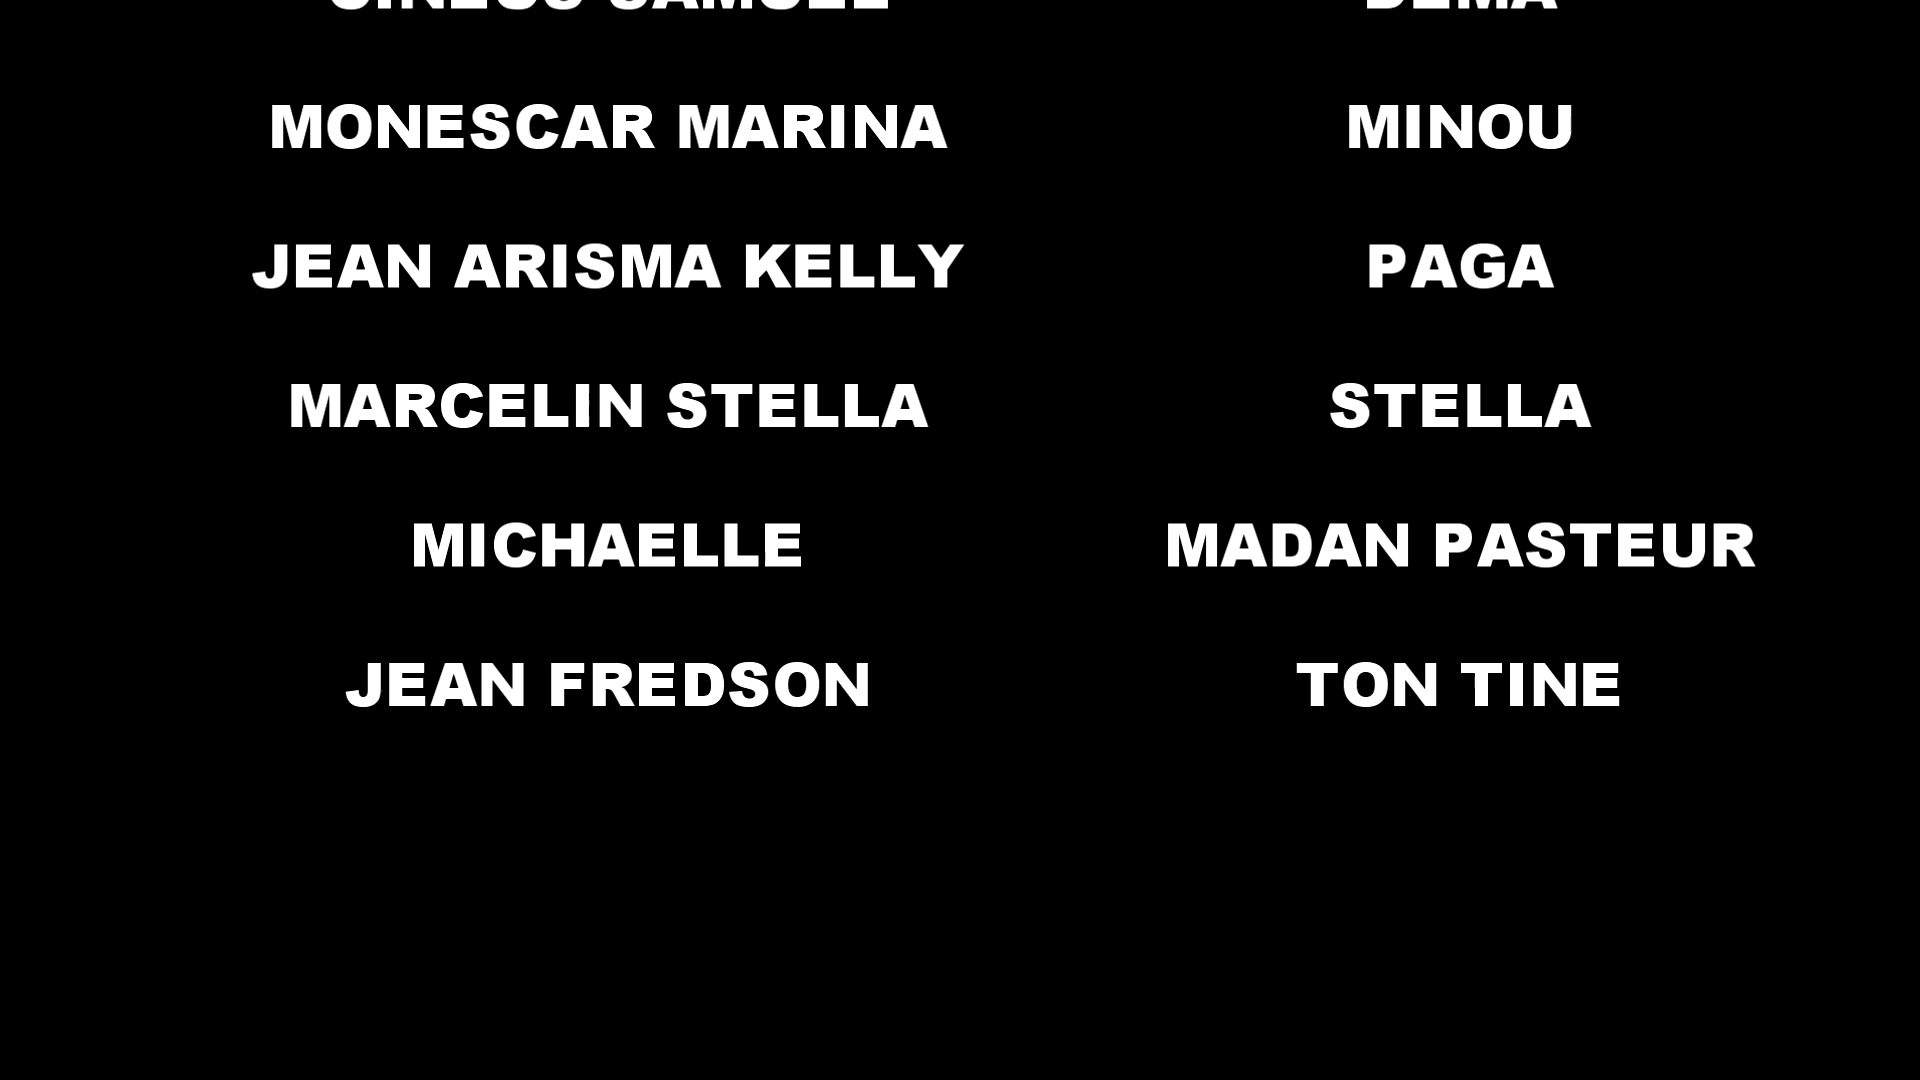 MONESCAR MARINA MINOU
JEAN ARISMA KELLY PAGA
MARCELIN STELLA STELLA
MICHAELLE MADAN PASTEUR
JEAN FREDSON TON TINE